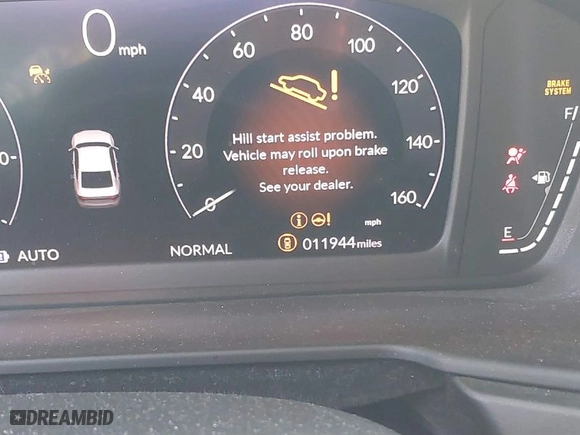 0 mph
60 80 100
40 120
20 140
0 160
Hill start assist problem.
Vehicle may roll upon brake
release.
See your dealer.
mph
AUTO
NORMAL
011944 miles
BRAKE
SYSTEM
F
E
DREAMBID